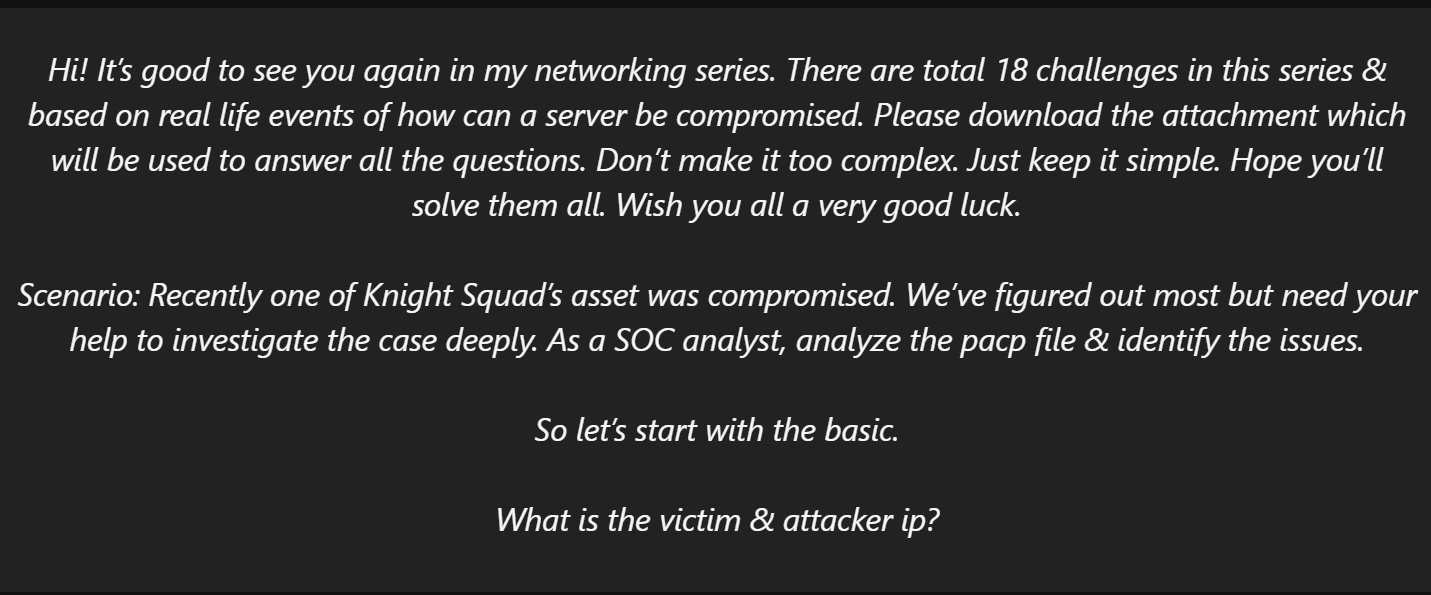 Hi! It's good to see you again in my networking series. There are total 18 challenges in this series &
based on real life events of how can a server be compromised. Please download the attachment which
will be used to answer all the questions. Don't make it too complex. Just keep it simple. Hope you'll
solve them all. Wish you all a very good luck.
Scenario: Recently one of Knight Squad's asset was compromised. We've figured out most but need your
help to investigate the case deeply. As a SOC analyst, analyze the pacp file & identify the issues.
So let's start with the basic.
What is the victim & attacker ip?